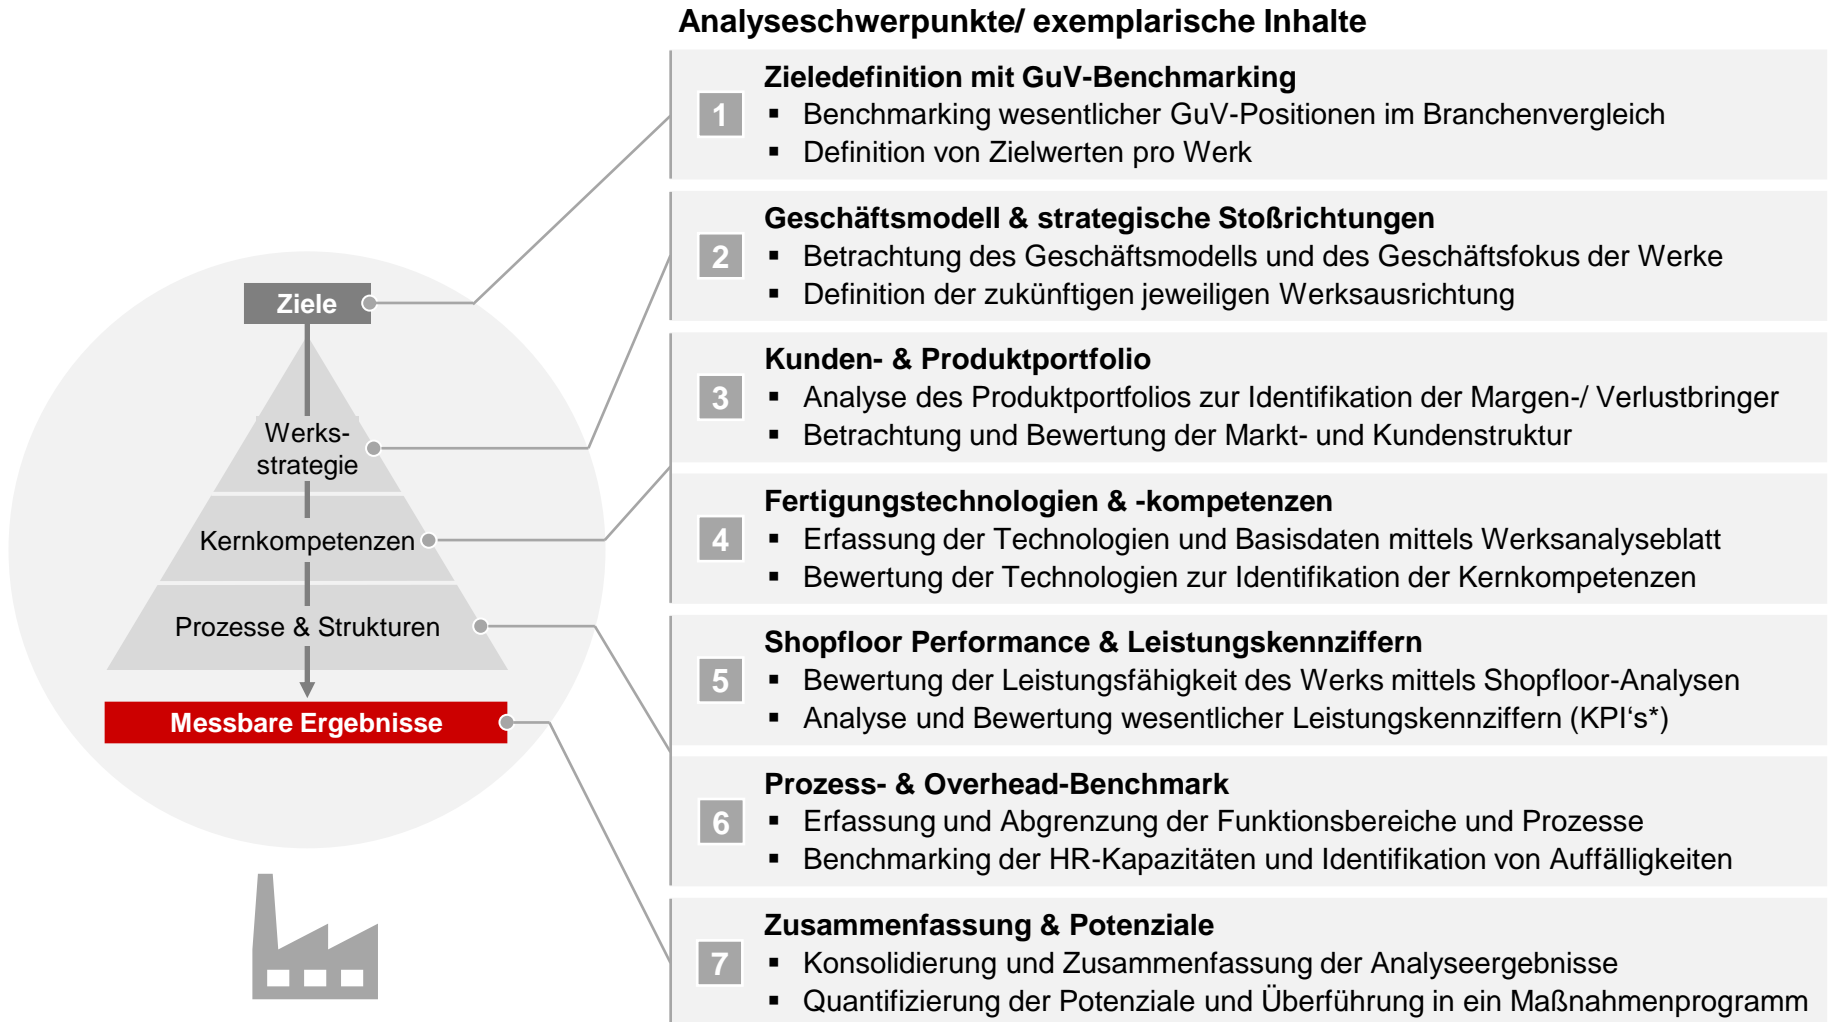 Analyseschwerpunkte/ exemplarische Inhalte
Ziele
Werks-
strategie
Kernkompetenzen
Prozesse & Strukturen
Messbare Ergebnisse
1
Zieledefinition mit GuV-Benchmarking
▪ Benchmarking wesentlicher GuV-Positionen im Branchenvergleich
▪ Definition von Zielwerten pro Werk
2
Geschäftsmodell & strategische Stoßrichtungen
▪ Betrachtung des Geschäftsmodells und des Geschäftsfokus der Werke
▪ Definition der zukünftigen jeweiligen Werksausrichtung
3
Kunden- & Produktportfolio
▪ Analyse des Produktportfolios zur Identifikation der Margen-/ Verlustbringer
▪ Betrachtung und Bewertung der Markt- und Kundenstruktur
4
Fertigungstechnologien & -kompetenzen
▪ Erfassung der Technologien und Basisdaten mittels Werksanalyseblatt
▪ Bewertung der Technologien zur Identifikation der Kernkompetenzen
5
Shopfloor Performance & Leistungskennziffern
▪ Bewertung der Leistungsfähigkeit des Werks mittels Shopfloor-Analysen
▪ Analyse und Bewertung wesentlicher Leistungskennziffern (KPI‘s*)
6
Prozess- & Overhead-Benchmark
▪ Erfassung und Abgrenzung der Funktionsbereiche und Prozesse
▪ Benchmarking der HR-Kapazitäten und Identifikation von Auffälligkeiten
7
Zusammenfassung & Potenziale
▪ Konsolidierung und Zusammenfassung der Analyseergebnisse
▪ Quantifizierung der Potenziale und Überführung in ein Maßnahmenprogramm